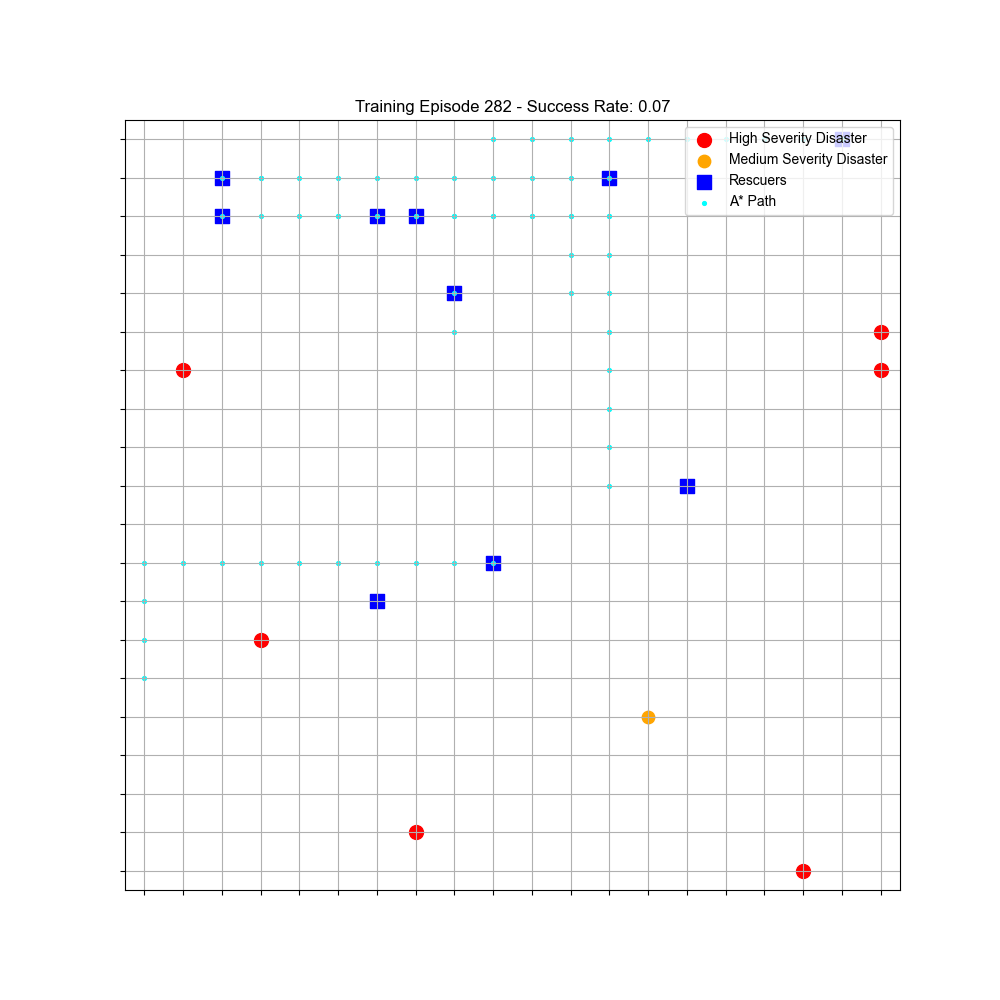 Training Episode 282 - Success Rate: 0.07
High Severity Disaster
Medium Severity Disaster
Rescuers
A* Path